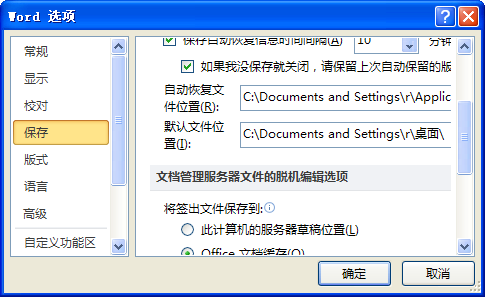 Word 选项
常规
显示
校对
保存
版式
语言
高级
自定义功能区
保存自动恢复信息的时间间隔(A) 10 分钟
如果我没保存就关闭，请保留上次自动保留的版
自动恢复文
件位置(R): C:\Documents and Settings\r\Applic
默认文件位
置(I): C:\Documents and Settings\r\桌面\
文档管理服务器文件的脱机编辑选项
将签出文件保存到:
此计算机的服务器草稿位置(L)
Office 文档缓存(O)
确定 取消